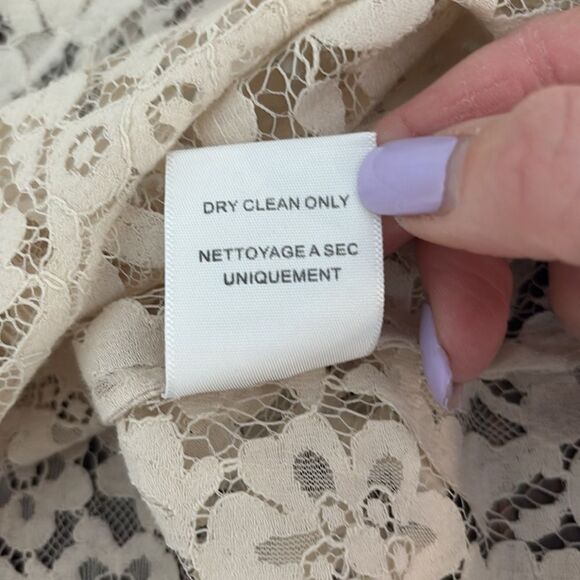 DRY CLEAN ONLY
NETTOYAGE A SEC
UNIQUEMENT